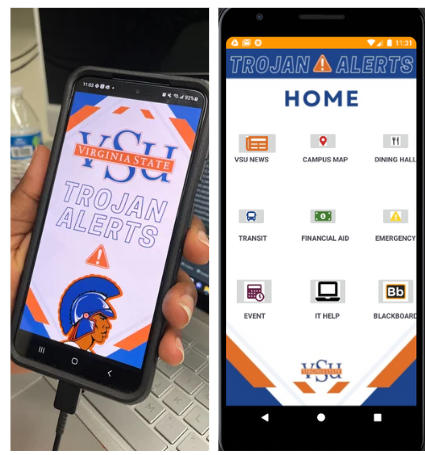 11:03
92%
VSU
VIRGINIA STATE
TROJAN
ALERTS
11:31
TROJAN ALERTS
HOME
VSU NEWS
CAMPUS MAP
DINING HALL
TRANSIT
FINANCIAL AID
EMERGENCY
EVENT
IT HELP
Bb
BLACKBOARD
VSU
VIRGINIA STATE